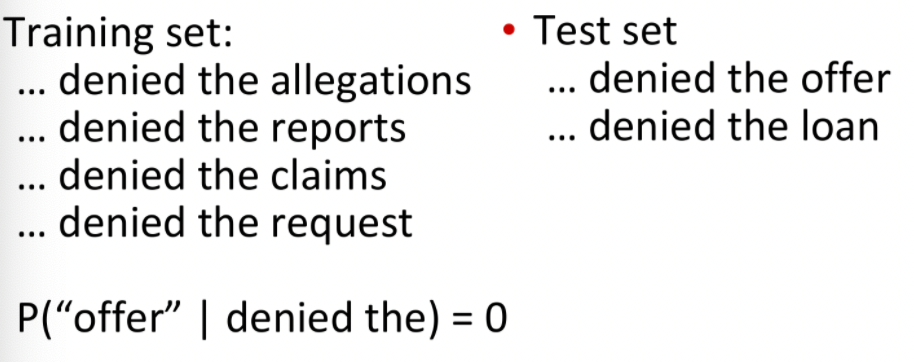 Training set:
... denied the allegations
... denied the reports
... denied the claims
... denied the request
• Test set
... denied the offer
... denied the loan
P(“offer” | denied the) = 0